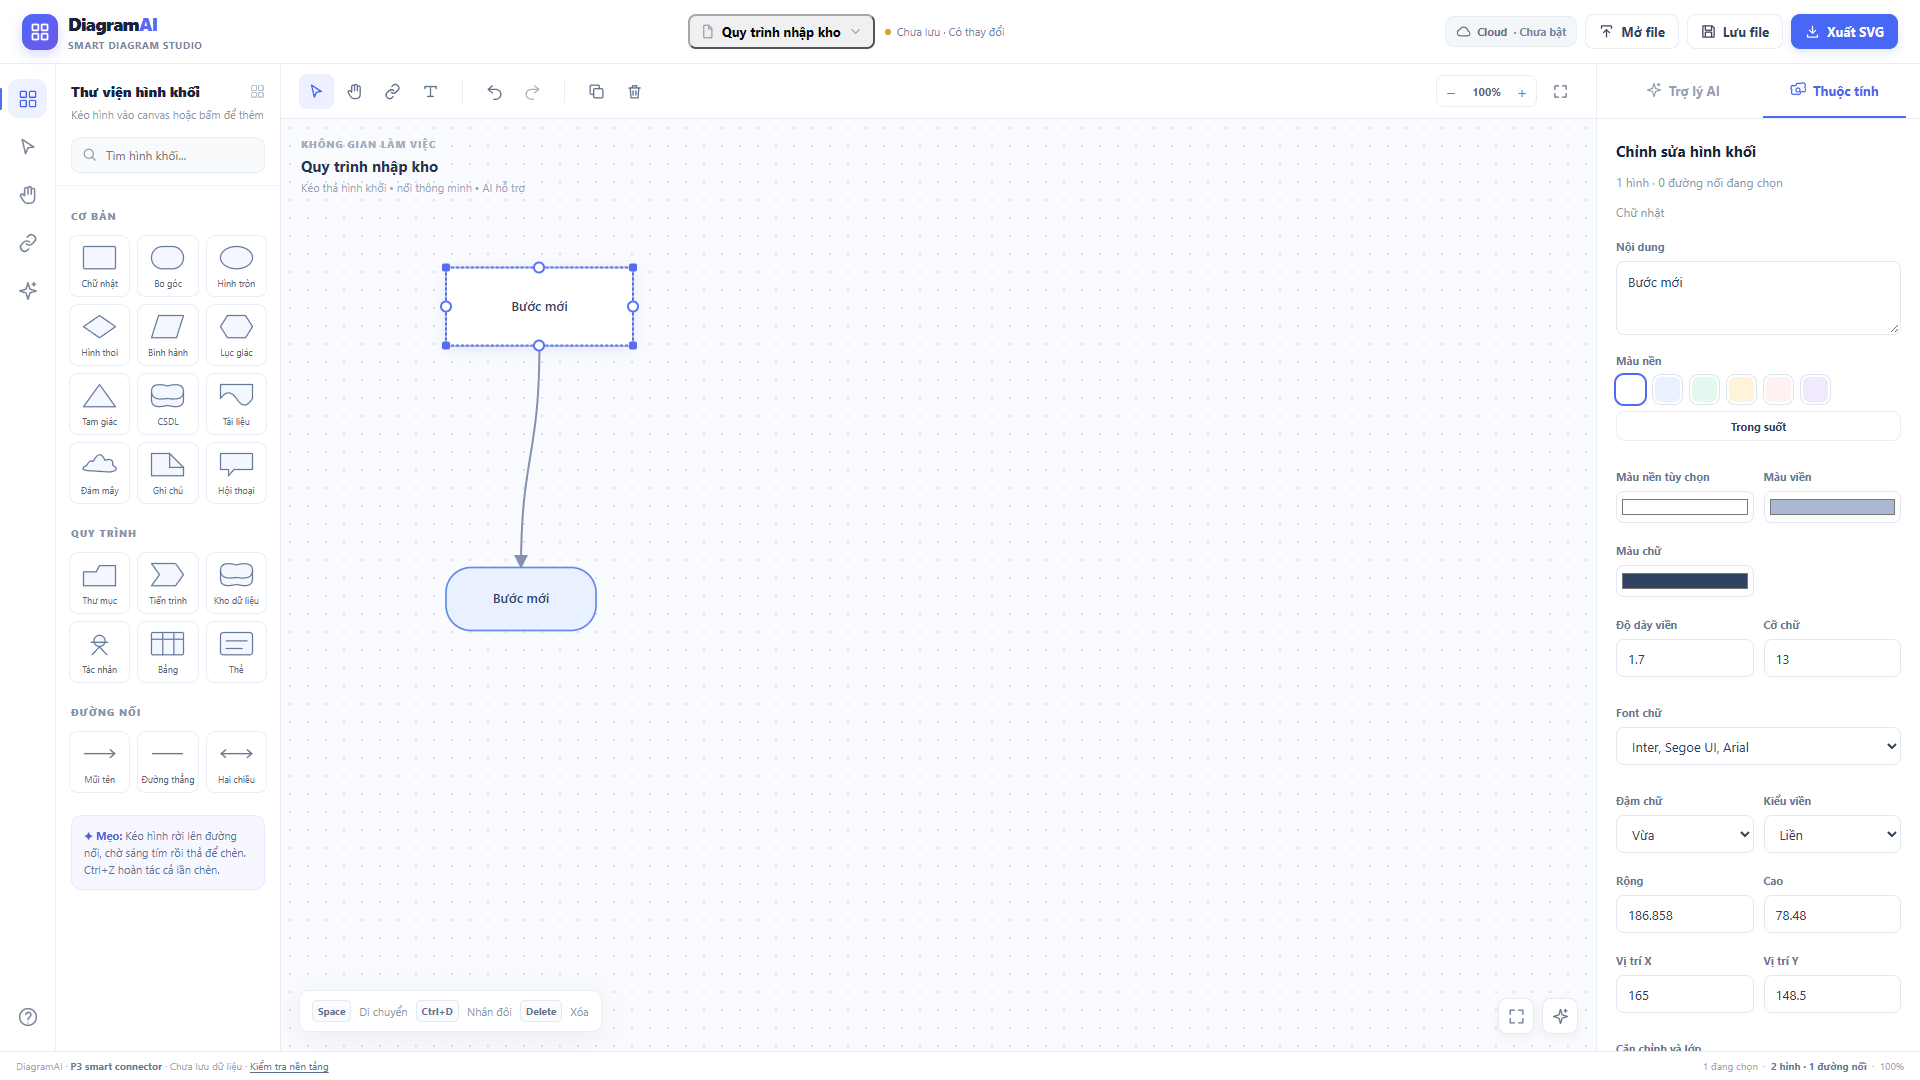 DiagramAI
SMART DIAGRAM STUDIO
Quy trình nhập kho
Chưa lưu · Có thay đổi
Cloud · Chưa bật
Mở file
Lưu file
Xuất SVG
Thư viện hình khối
Kéo hình vào canvas hoặc bấm để thêm
Tìm hình khối...
CƠ BẢN
Chữ nhật
Bo góc
Hình tròn
Hình thoi
Bình hành
Lục giác
Tam giác
CSDL
Tài liệu
Đám mây
Ghi chú
Hội thoại
QUY TRÌNH
Thư mục
Tiến trình
Kho dữ liệu
Tác nhân
Bảng
Thẻ
ĐƯỜNG NỐI
Mũi tên
Đường thẳng
Hai chiều
✦ Mẹo: Kéo hình rời lên đường
nối, chờ sáng tím rồi thả để chèn.
Ctrl+Z hoàn tác cả lần chèn.
100%
KHÔNG GIAN LÀM VIỆC
Quy trình nhập kho
Kéo thả hình khối • nối thông minh • AI hỗ trợ
Bước mới
Bước mới
Space Di chuyển Ctrl+D Nhân đôi Delete Xóa
Trợ lý AI
Thuộc tính
Chỉnh sửa hình khối
1 hình · 0 đường nối đang chọn
Chữ nhật
Nội dung
Bước mới
Màu nền
Trong suốt
Màu nền tùy chọn
Màu viền
Màu chữ
Độ dày viền
Cỡ chữ
1.7
13
Font chữ
Inter, Segoe UI, Arial
Đậm chữ
Kiểu viền
Vừa
Liền
Rộng
Cao
186.858
78.48
Vị trí X
Vị trí Y
165
148.5
Căn chỉnh và lớp
DiagramAI · P3 smart connector · Chưa lưu dữ liệu · Kiểm tra nền tảng
1 đang chọn · 2 hình · 1 đường nối · 100%